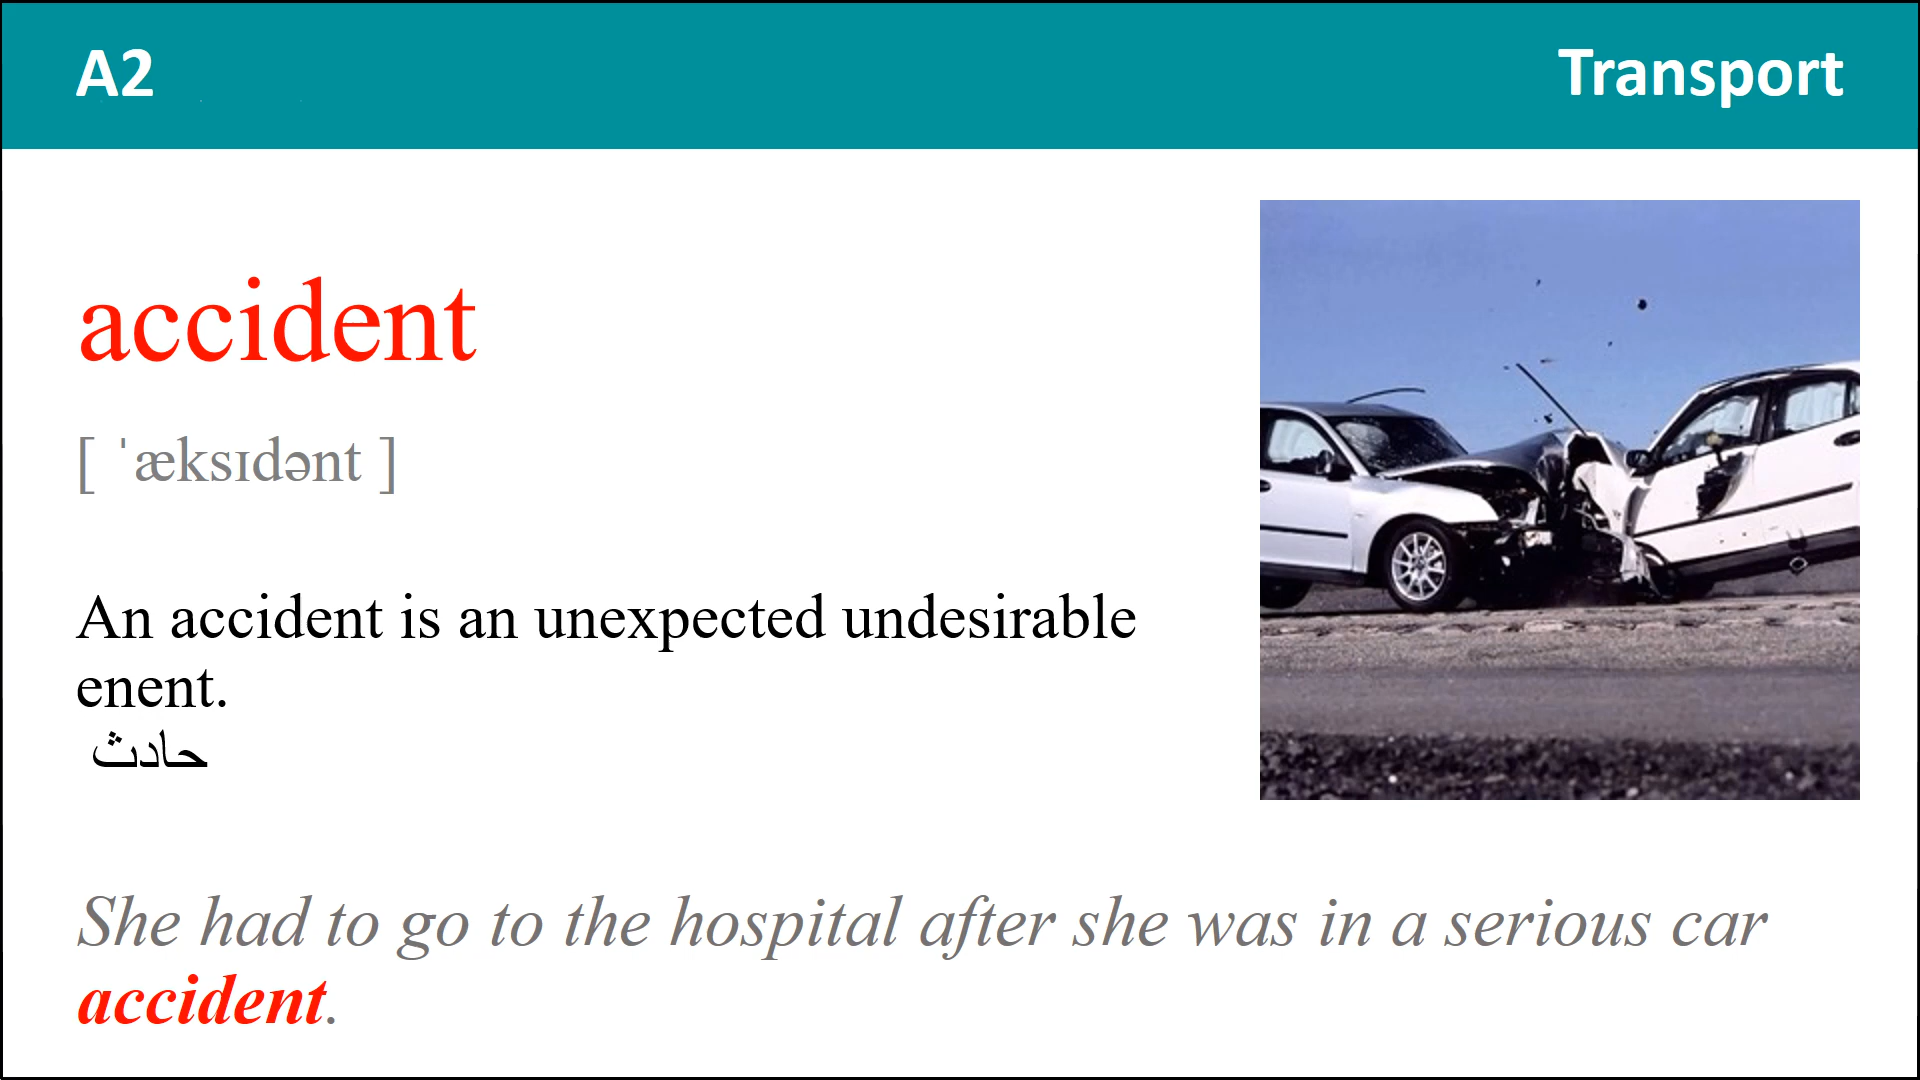 A2
Transport
accident
[ ˈæksɪdənt ]
An accident is an unexpected undesirable
enent.
حادث
She had to go to the hospital after she was in a serious car
accident.